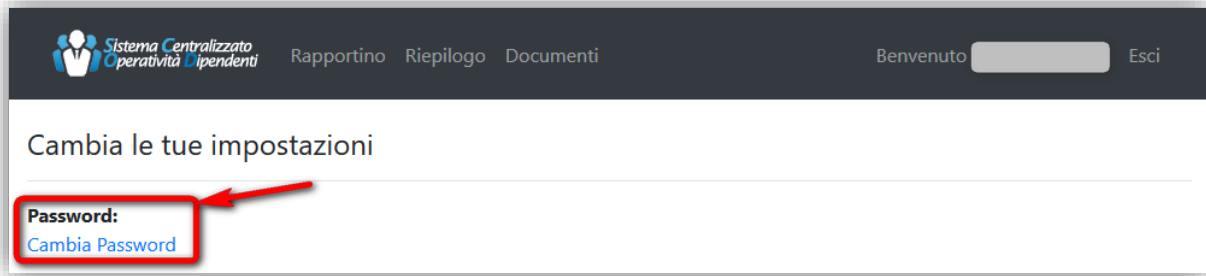 Sistema Centralizzato
Operatività Dipendenti
Rapportino Riepilogo Documenti Benvenuto Esci
Cambia le tue impostazioni
Password:
Cambia Password